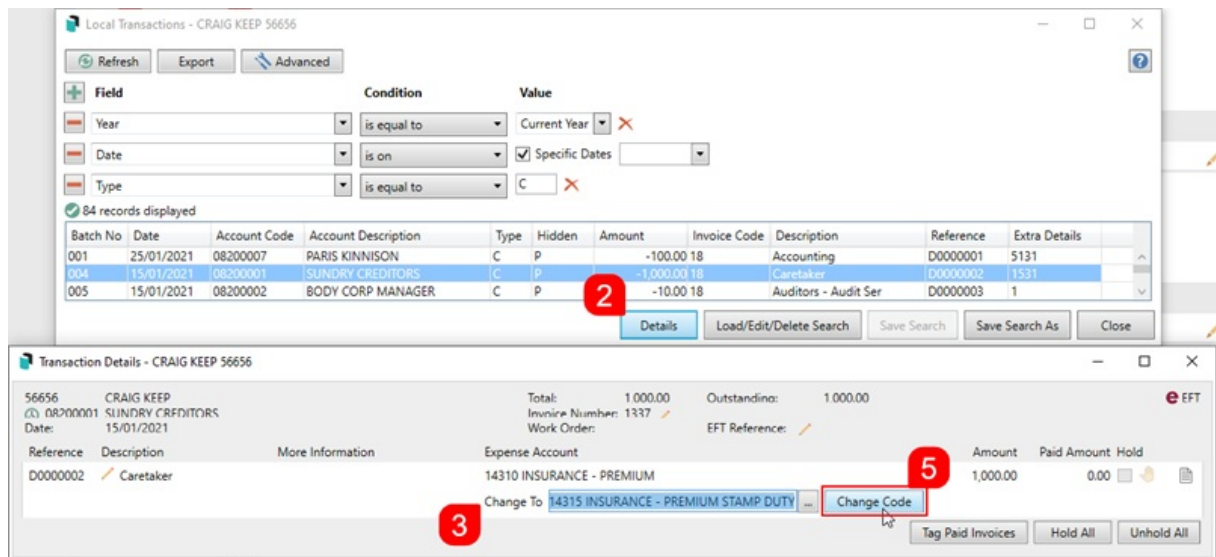 Local Transactions - CRAIG KEEP 56656
Refresh Export Advanced
Field Condition Value
Year is equal to Current Year
Date is on Specific Dates
Type is equal to C
84 records displayed
Batch No Date Account Code Account Description Type Hidden Amount Invoice Code Description Reference Extra Details
001 25/01/2021 08200007 PARIS KINNISON C P -100.00 18 Accounting D0000001 5131
004 15/01/2021 08200001 SUNDRY CREDITORS C P -1,000.00 18 Caretaker D0000002 1531
005 15/01/2021 08200002 BODY CORP MANAGER C P -10.00 18 Auditors - Audit Ser D0000003 1
2
Details Load/Edit/Delete Search Save Search Save Search As Close
Transaction Details - CRAIG KEEP 56656
56656 CRAIG KEEP Total: 1.000.00 Outstanding: 1.000.00 e EFT
08200001 SUNDRY CREDITORS Invoice Number: 1337
Date: 15/01/2021 Work Order: EFT Reference:
Reference Description More Information Expense Account Amount Paid Amount Hold
D0000002 Caretaker 14310 INSURANCE - PREMIUM 5 1,000.00 0.00
3 Change To 14315 INSURANCE - PREMIUM STAMP DUTY ... Change Code
Tag Paid Invoices Hold All Unhold All